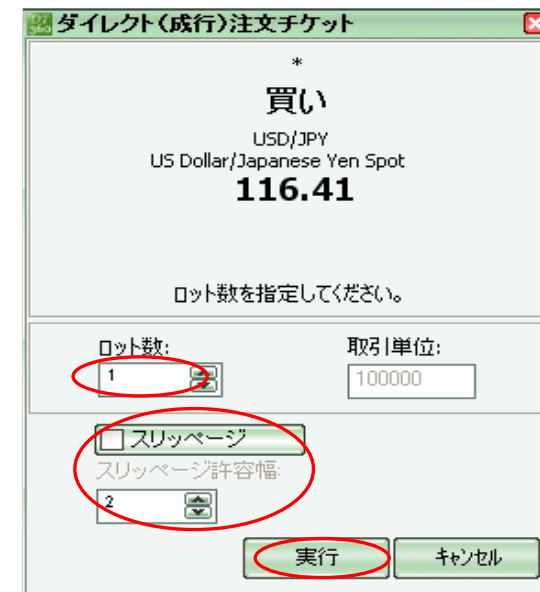 ダイレクト(成行)注文チケット
*
買い
USD/JPY
US Dollar/Japanese Yen Spot
116.41
ロット数を指定してください。
ロット数: 取引単位:
1 100000
スリッページ
スリッページ許容幅:
2
実行 キャンセル